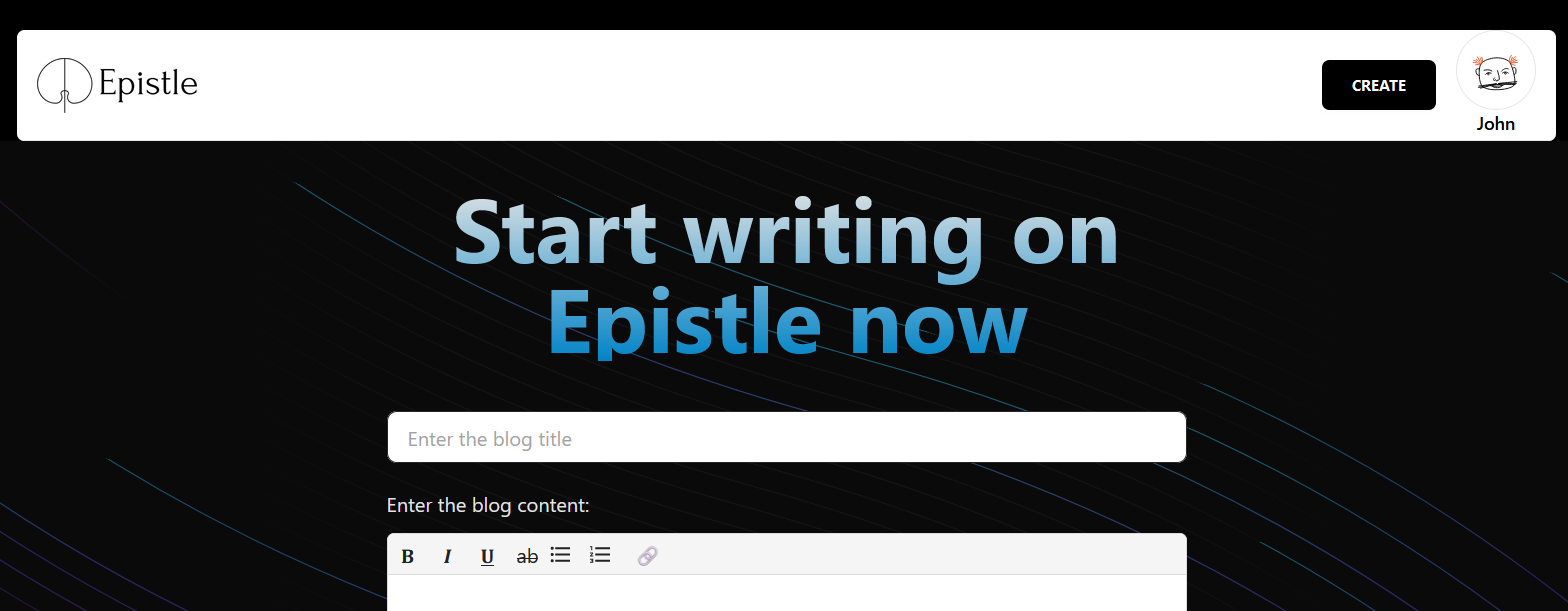 Epistle
CREATE
John
Start writing on
Epistle now
Enter the blog title
Enter the blog content:
B I U ab